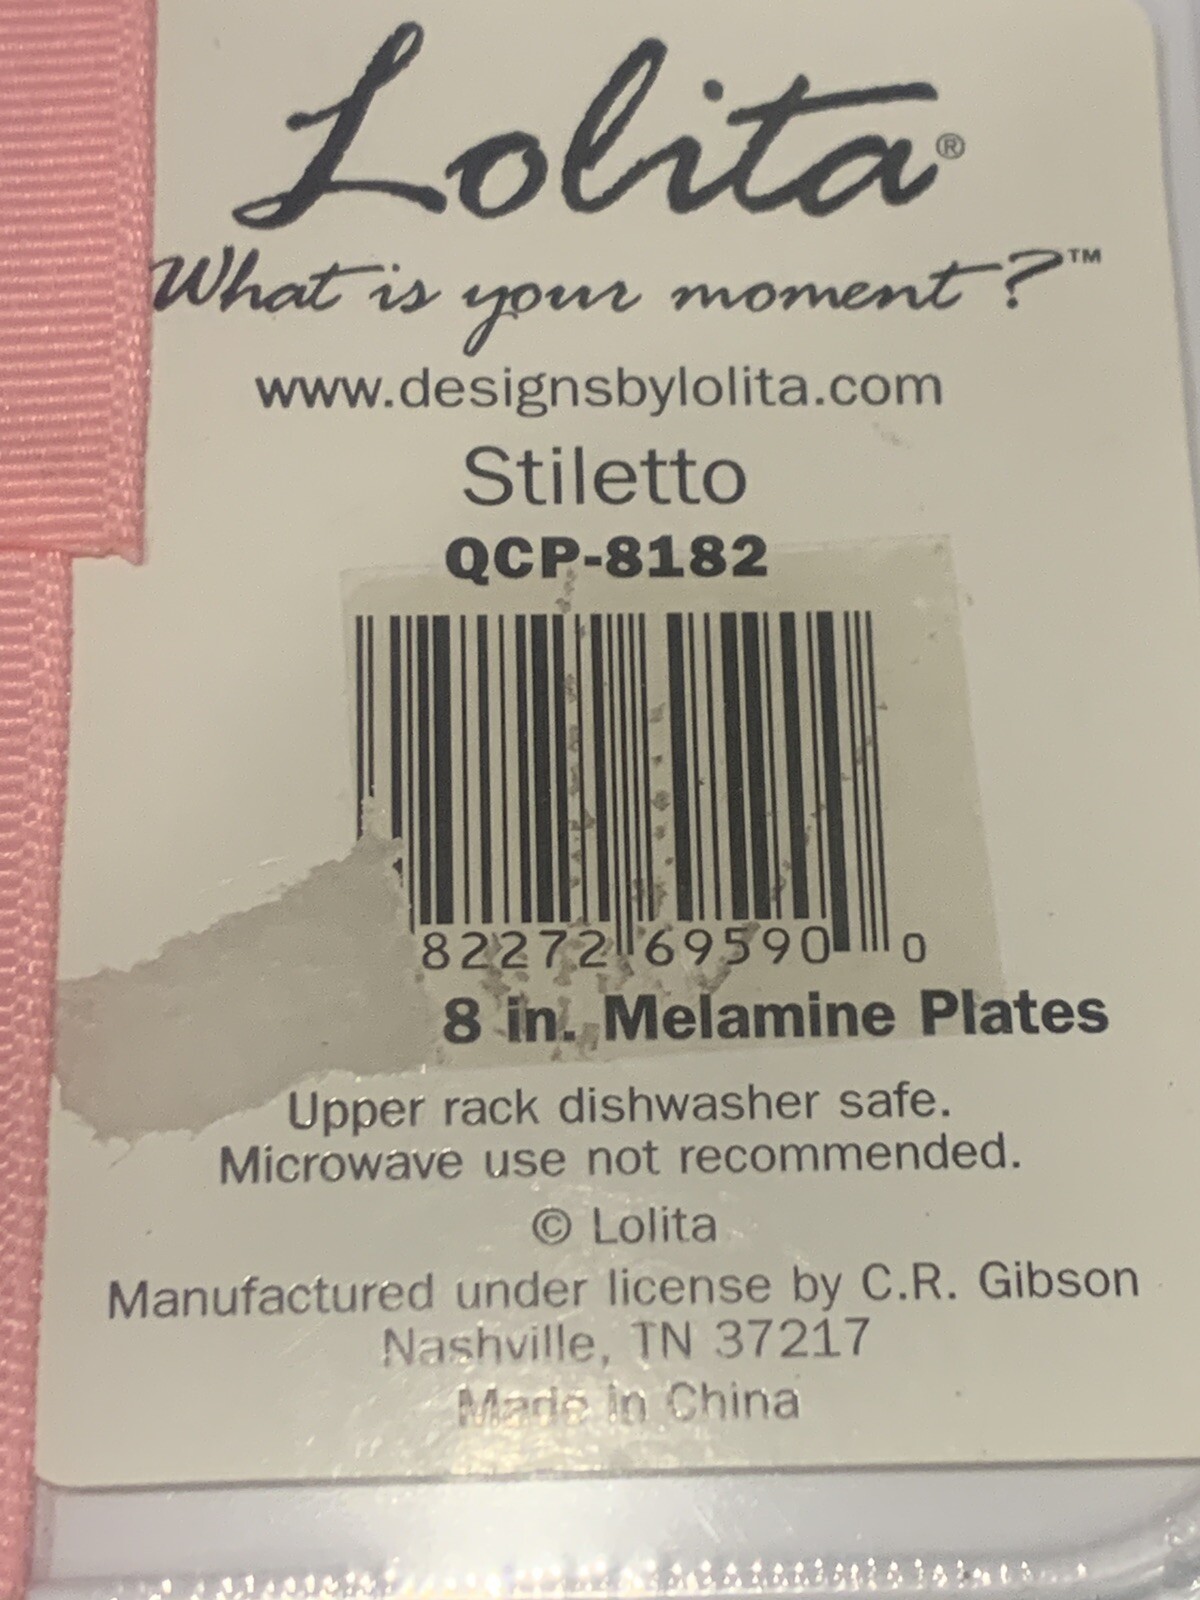 Lolita®
What is your moment?™
www.designsbylolita.com
Stiletto
QCP-8182
82272 69590 0
8 in. Melamine Plates
Upper rack dishwasher safe.
Microwave use not recommended.
© Lolita
Manufactured under license by C.R. Gibson
Nashville, TN 37217
Made in China